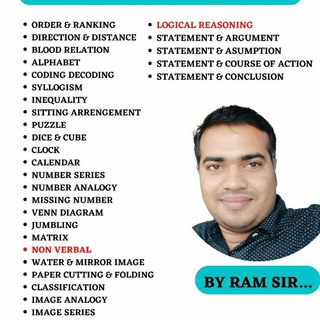 ORDER & RANKING
DIRECTION & DISTANCE
BLOOD RELATION
ALPHABET
CODING DECODING
SYLLOGISM
INEQUALITY
SITTING ARRENGEMENT
PUZZLE
DICE & CUBE
CLOCK
CALENDAR
NUMBER SERIES
NUMBER ANALOGY
MISSING NUMBER
VENN DIAGRAM
JUMBLING
MATRIX
NON VERBAL
WATER & MIRROR IMAGE
PAPER CUTTING & FOLDING
CLASSIFICATION
IMAGE ANALOGY
IMAGE SERIES
LOGICAL REASONING
STATEMENT & ARGUMENT
STATEMENT & ASUMPTION
STATEMENT & COURSE OF ACTION
STATEMENT & CONCLUSION
BY RAM SIR...